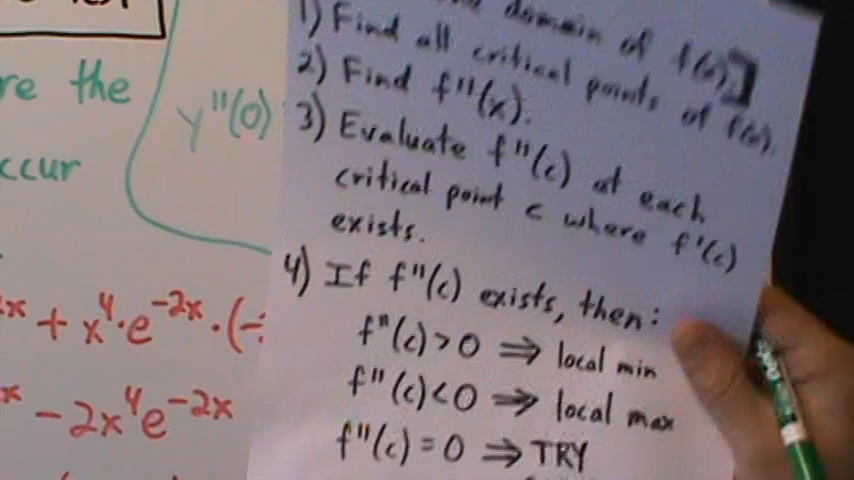 domain of f(x).]
1) Find all critical points of f(x).
2) Find f''(x).
3) Evaluate f''(c) at each
critical point c where f'(c)
exists.
4) If f''(c) exists, then:
f''(c) > 0 ⇒ local min
f''(c) < 0 ⇒ local max
f''(c) = 0 ⇒ TRY
re the
ccur
y''(0)
x + x⁴·e⁻²ˣ·(-
x - 2x⁴e⁻²ˣ